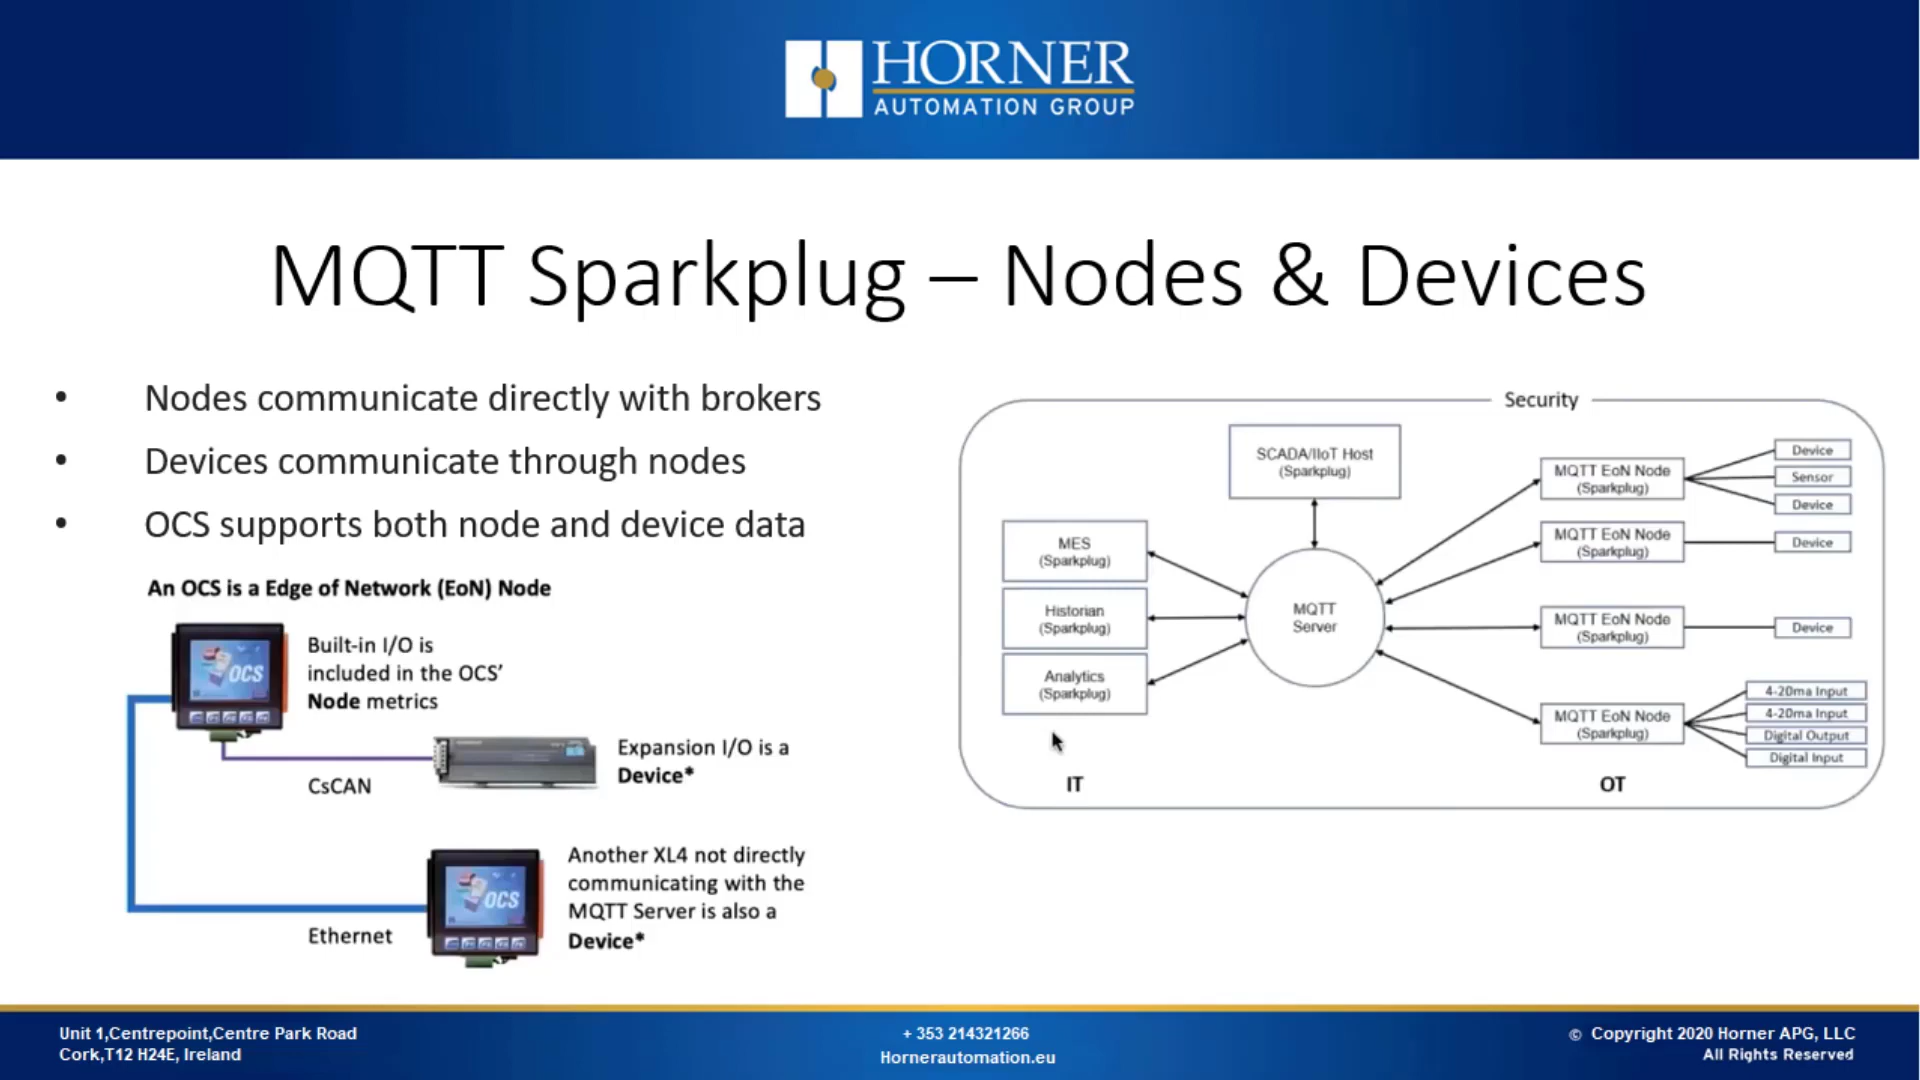 HORNER
AUTOMATION GROUP
MQTT Sparkplug – Nodes & Devices
• Nodes communicate directly with brokers
• Devices communicate through nodes
• OCS supports both node and device data
An OCS is a Edge of Network (EoN) Node
OCS
Built-in I/O is
included in the OCS’
Node metrics
CsCAN
Expansion I/O is a
Device*
Ethernet
OCS
Another XL4 not directly
communicating with the
MQTT Server is also a
Device*
Security
SCADA/IIoT Host
(Sparkplug)
MES
(Sparkplug)
Historian
(Sparkplug)
Analytics
(Sparkplug)
IT
MQTT
Server
MQTT EoN Node
(Sparkplug)
Device
Sensor
Device
MQTT EoN Node
(Sparkplug)
Device
MQTT EoN Node
(Sparkplug)
Device
MQTT EoN Node
(Sparkplug)
4-20ma Input
4-20ma Input
Digital Output
Digital Input
OT
Unit 1,Centrepoint,Centre Park Road
Cork,T12 H24E, Ireland
+ 353 214321266
Hornerautomation.eu
© Copyright 2020 Horner APG, LLC
All Rights Reserved